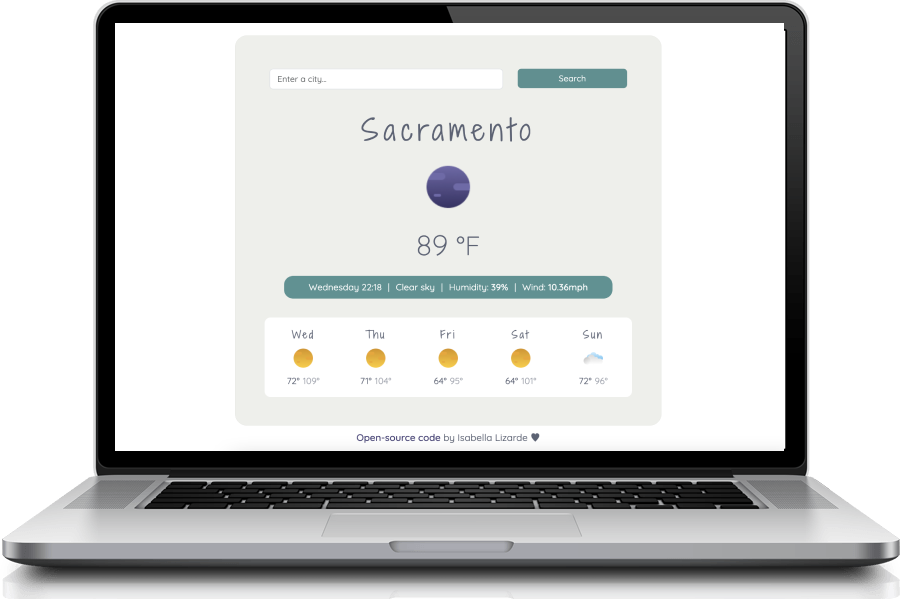 Enter a city... Search
Sacramento
89 °F
Wednesday 22:18 | Clear sky | Humidity: 39% | Wind: 10.36mph
Wed Thu Fri Sat Sun
72° 109° 71° 104° 64° 95° 64° 101° 72° 96°
Open-source code by Isabella Lizarde 🖤